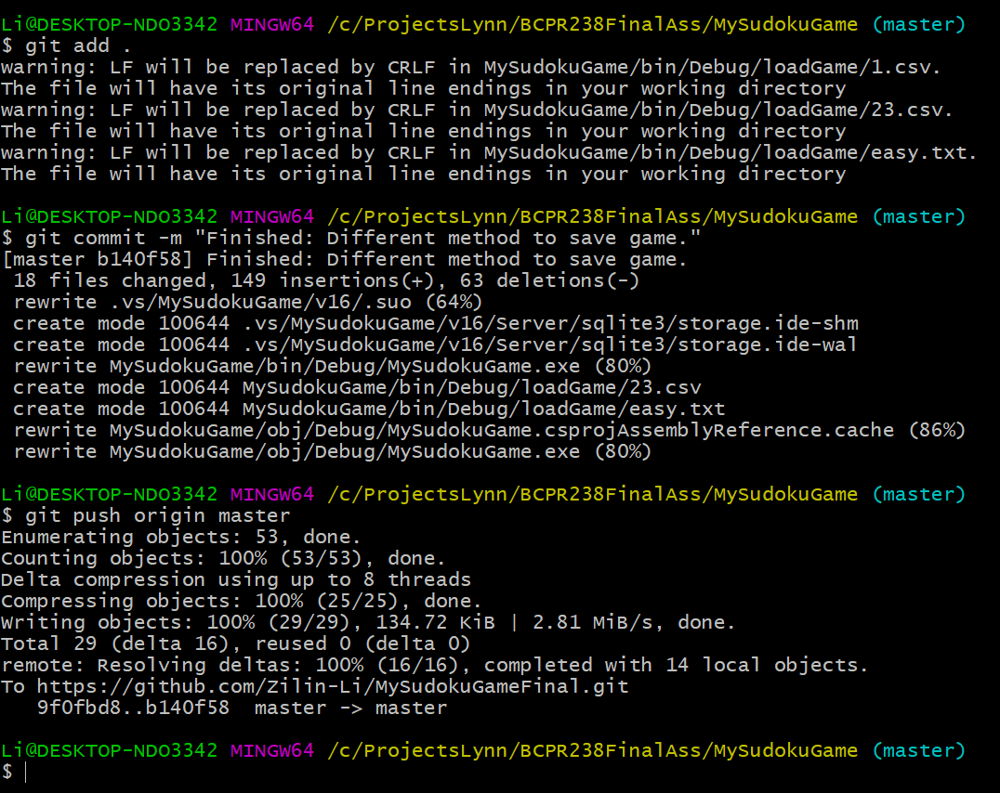 Li@DESKTOP-NDO3342 MINGW64 /c/ProjectsLynn/BCPR238FinalAss/MySudokuGame (master)
$ git add .
warning: LF will be replaced by CRLF in MySudokuGame/bin/Debug/loadGame/1.csv.
The file will have its original line endings in your working directory
warning: LF will be replaced by CRLF in MySudokuGame/bin/Debug/loadGame/23.csv.
The file will have its original line endings in your working directory
warning: LF will be replaced by CRLF in MySudokuGame/bin/Debug/loadGame/easy.txt.
The file will have its original line endings in your working directory

Li@DESKTOP-NDO3342 MINGW64 /c/ProjectsLynn/BCPR238FinalAss/MySudokuGame (master)
$ git commit -m "Finished: Different method to save game."
[master b140f58] Finished: Different method to save game.
 18 files changed, 149 insertions(+), 63 deletions(-)
 rewrite .vs/MySudokuGame/v16/.suo (64%)
 create mode 100644 .vs/MySudokuGame/v16/Server/sqlite3/storage.ide-shm
 create mode 100644 .vs/MySudokuGame/v16/Server/sqlite3/storage.ide-wal
 rewrite MySudokuGame/bin/Debug/MySudokuGame.exe (80%)
 create mode 100644 MySudokuGame/bin/Debug/loadGame/23.csv
 create mode 100644 MySudokuGame/bin/Debug/loadGame/easy.txt
 rewrite MySudokuGame/obj/Debug/MySudokuGame.csprojAssemblyReference.cache (86%)
 rewrite MySudokuGame/obj/Debug/MySudokuGame.exe (80%)

Li@DESKTOP-NDO3342 MINGW64 /c/ProjectsLynn/BCPR238FinalAss/MySudokuGame (master)
$ git push origin master
Enumerating objects: 53, done.
Counting objects: 100% (53/53), done.
Delta compression using up to 8 threads
Compressing objects: 100% (25/25), done.
Writing objects: 100% (29/29), 134.72 KiB | 2.81 MiB/s, done.
Total 29 (delta 16), reused 0 (delta 0)
remote: Resolving deltas: 100% (16/16), completed with 14 local objects.
To https://github.com/Zilin-Li/MySudokuGameFinal.git
   9f0fbd8..b140f58  master -> master

Li@DESKTOP-NDO3342 MINGW64 /c/ProjectsLynn/BCPR238FinalAss/MySudokuGame (master)
$